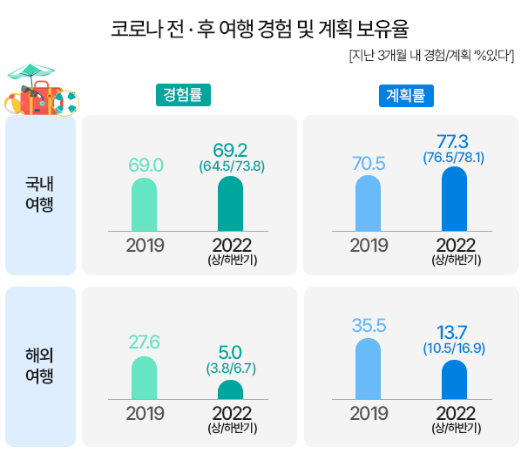 코로나 전 · 후 여행 경험 및 계획 보유율
[지난 3개월 내 경험/계획 '%있다']
경험률
계획률
국내
여행
69.0
2019
69.2
(64.5/73.8)
2022
(상/하반기)
70.5
2019
77.3
(76.5/78.1)
2022
(상/하반기)
해외
여행
27.6
2019
5.0
(3.8/6.7)
2022
(상/하반기)
35.5
2019
13.7
(10.5/16.9)
2022
(상/하반기)